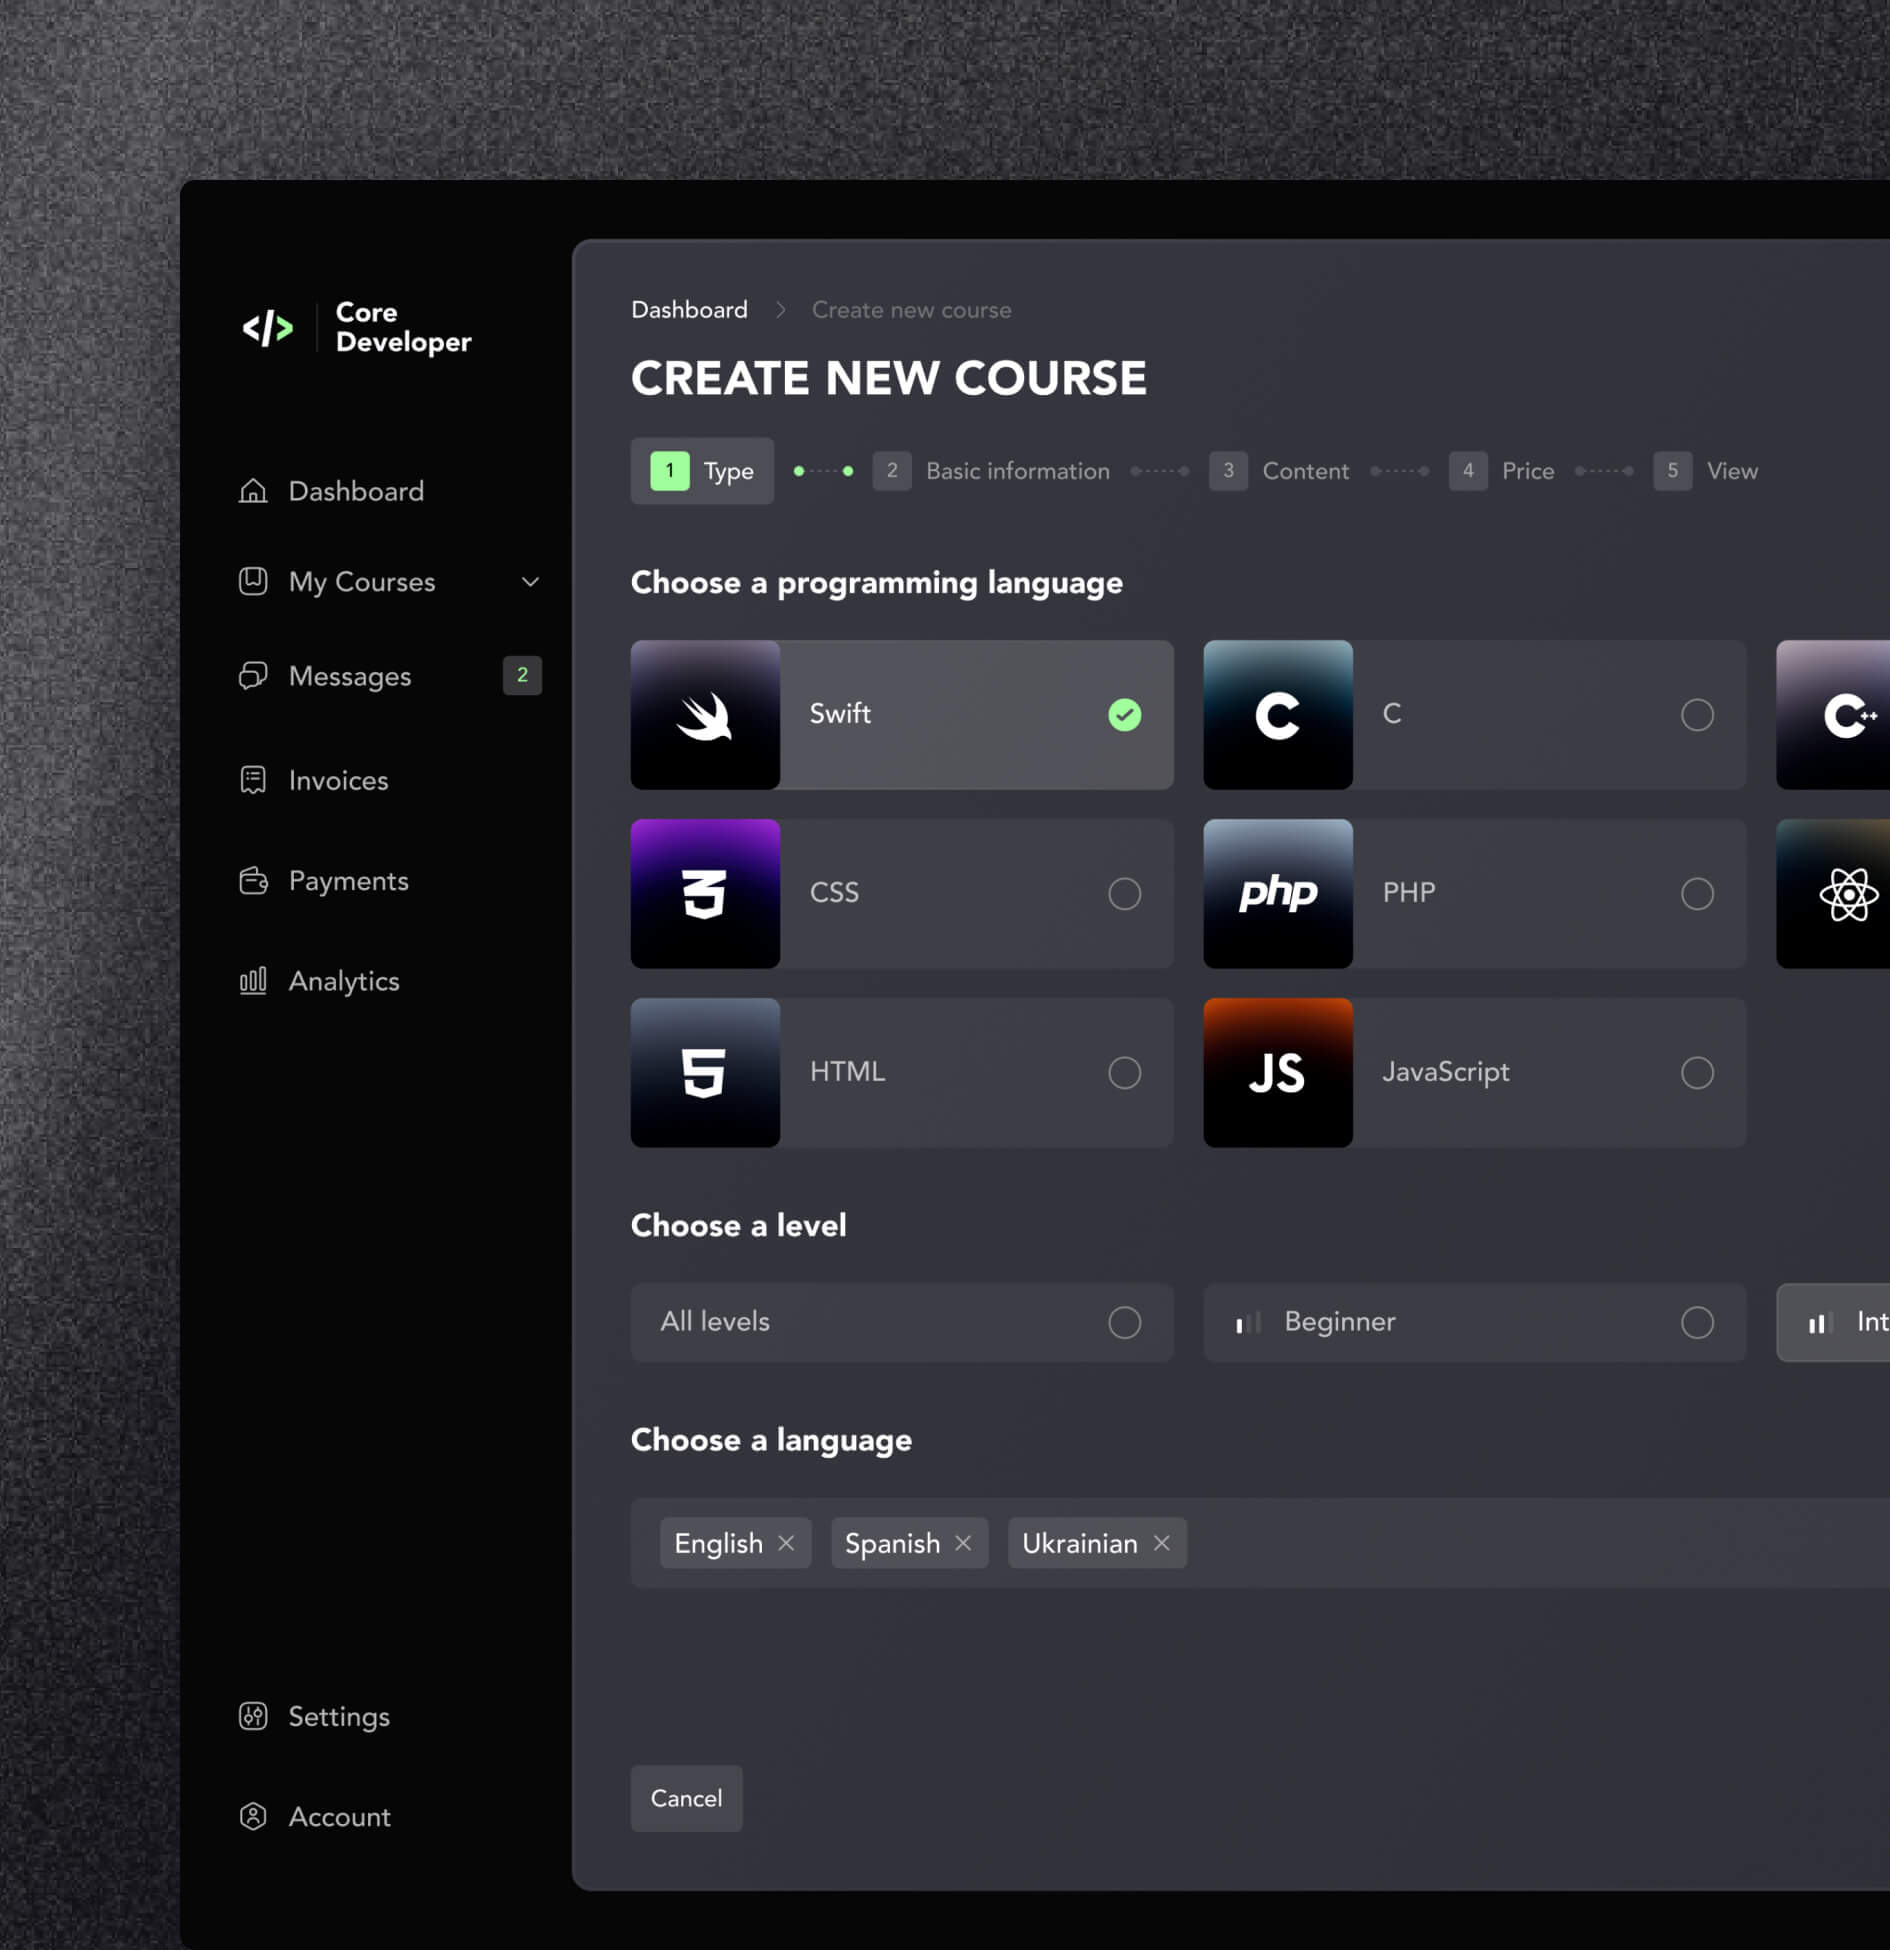 Core
Developer
Dashboard
My Courses
Messages 2
Invoices
Payments
Analytics
Settings
Account
Dashboard Create new course
CREATE NEW COURSE
1 Type 2 Basic information 3 Content 4 Price 5 View
Choose a programming language
Swift
C C
C++
3 CSS
php PHP
5 HTML
JS JavaScript
Choose a level
All levels
Beginner
Int
Choose a language
English Spanish Ukrainian
Cancel